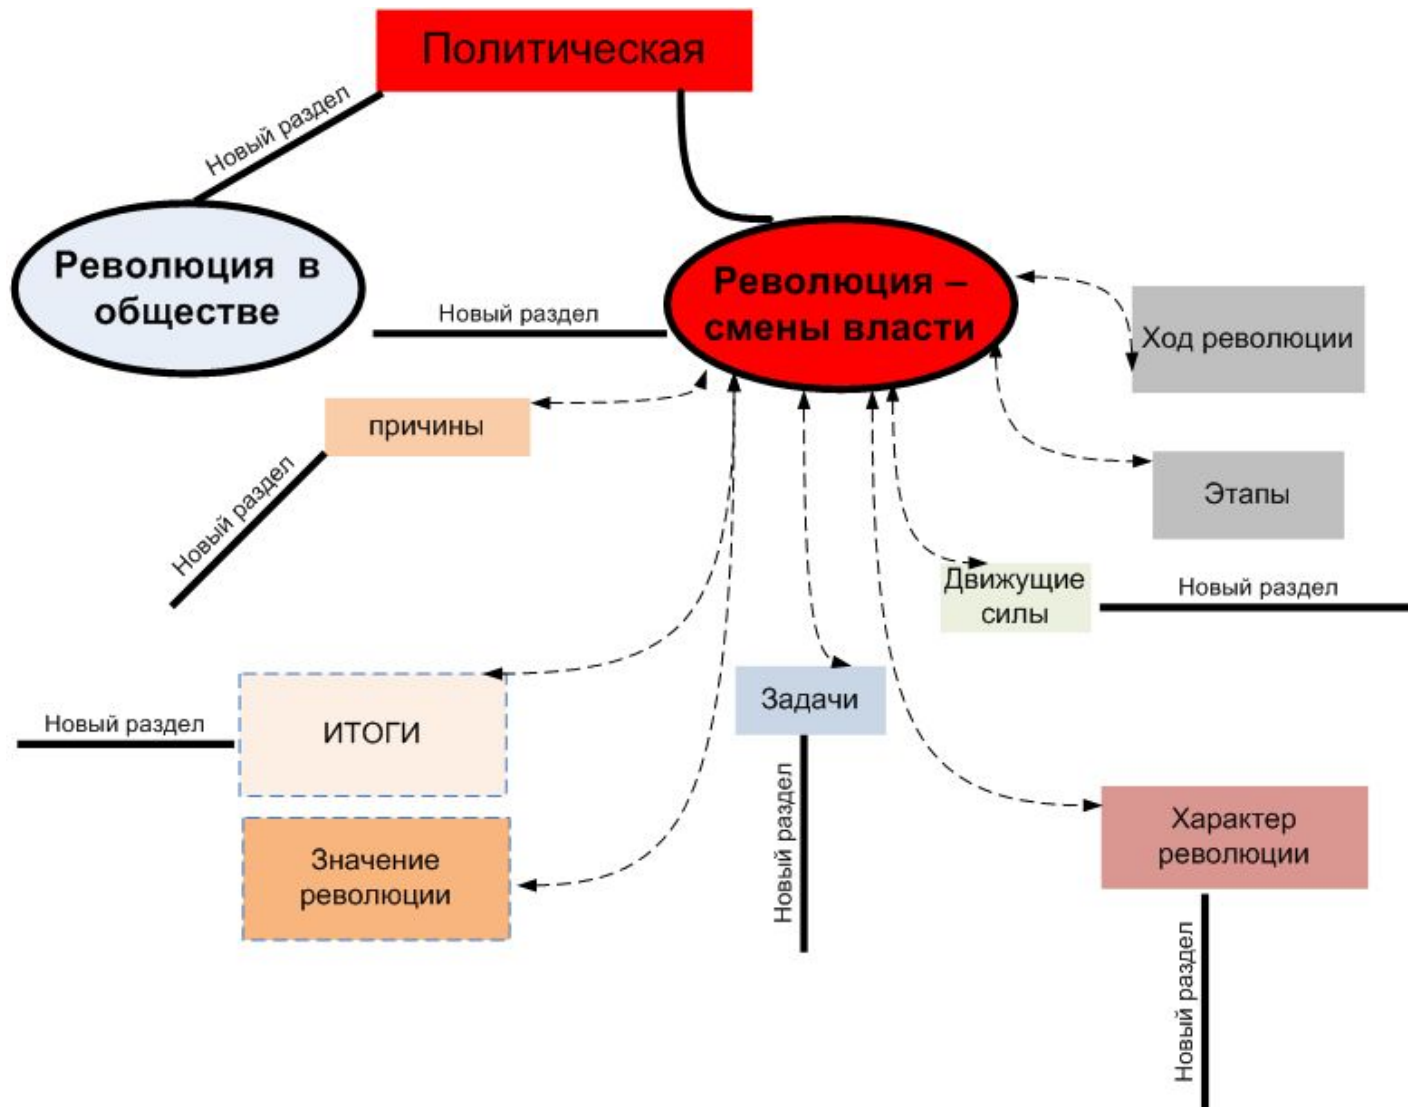 Политическая
Новый раздел
Революция в
обществе
Революция –
смены власти
Новый раздел
Ход революции
причины
Новый раздел
Этапы
Движущие
силы
Новый раздел
Новый раздел
ИТОГИ
Задачи
Новый раздел
Значение
революции
Характер
революции
Новый раздел